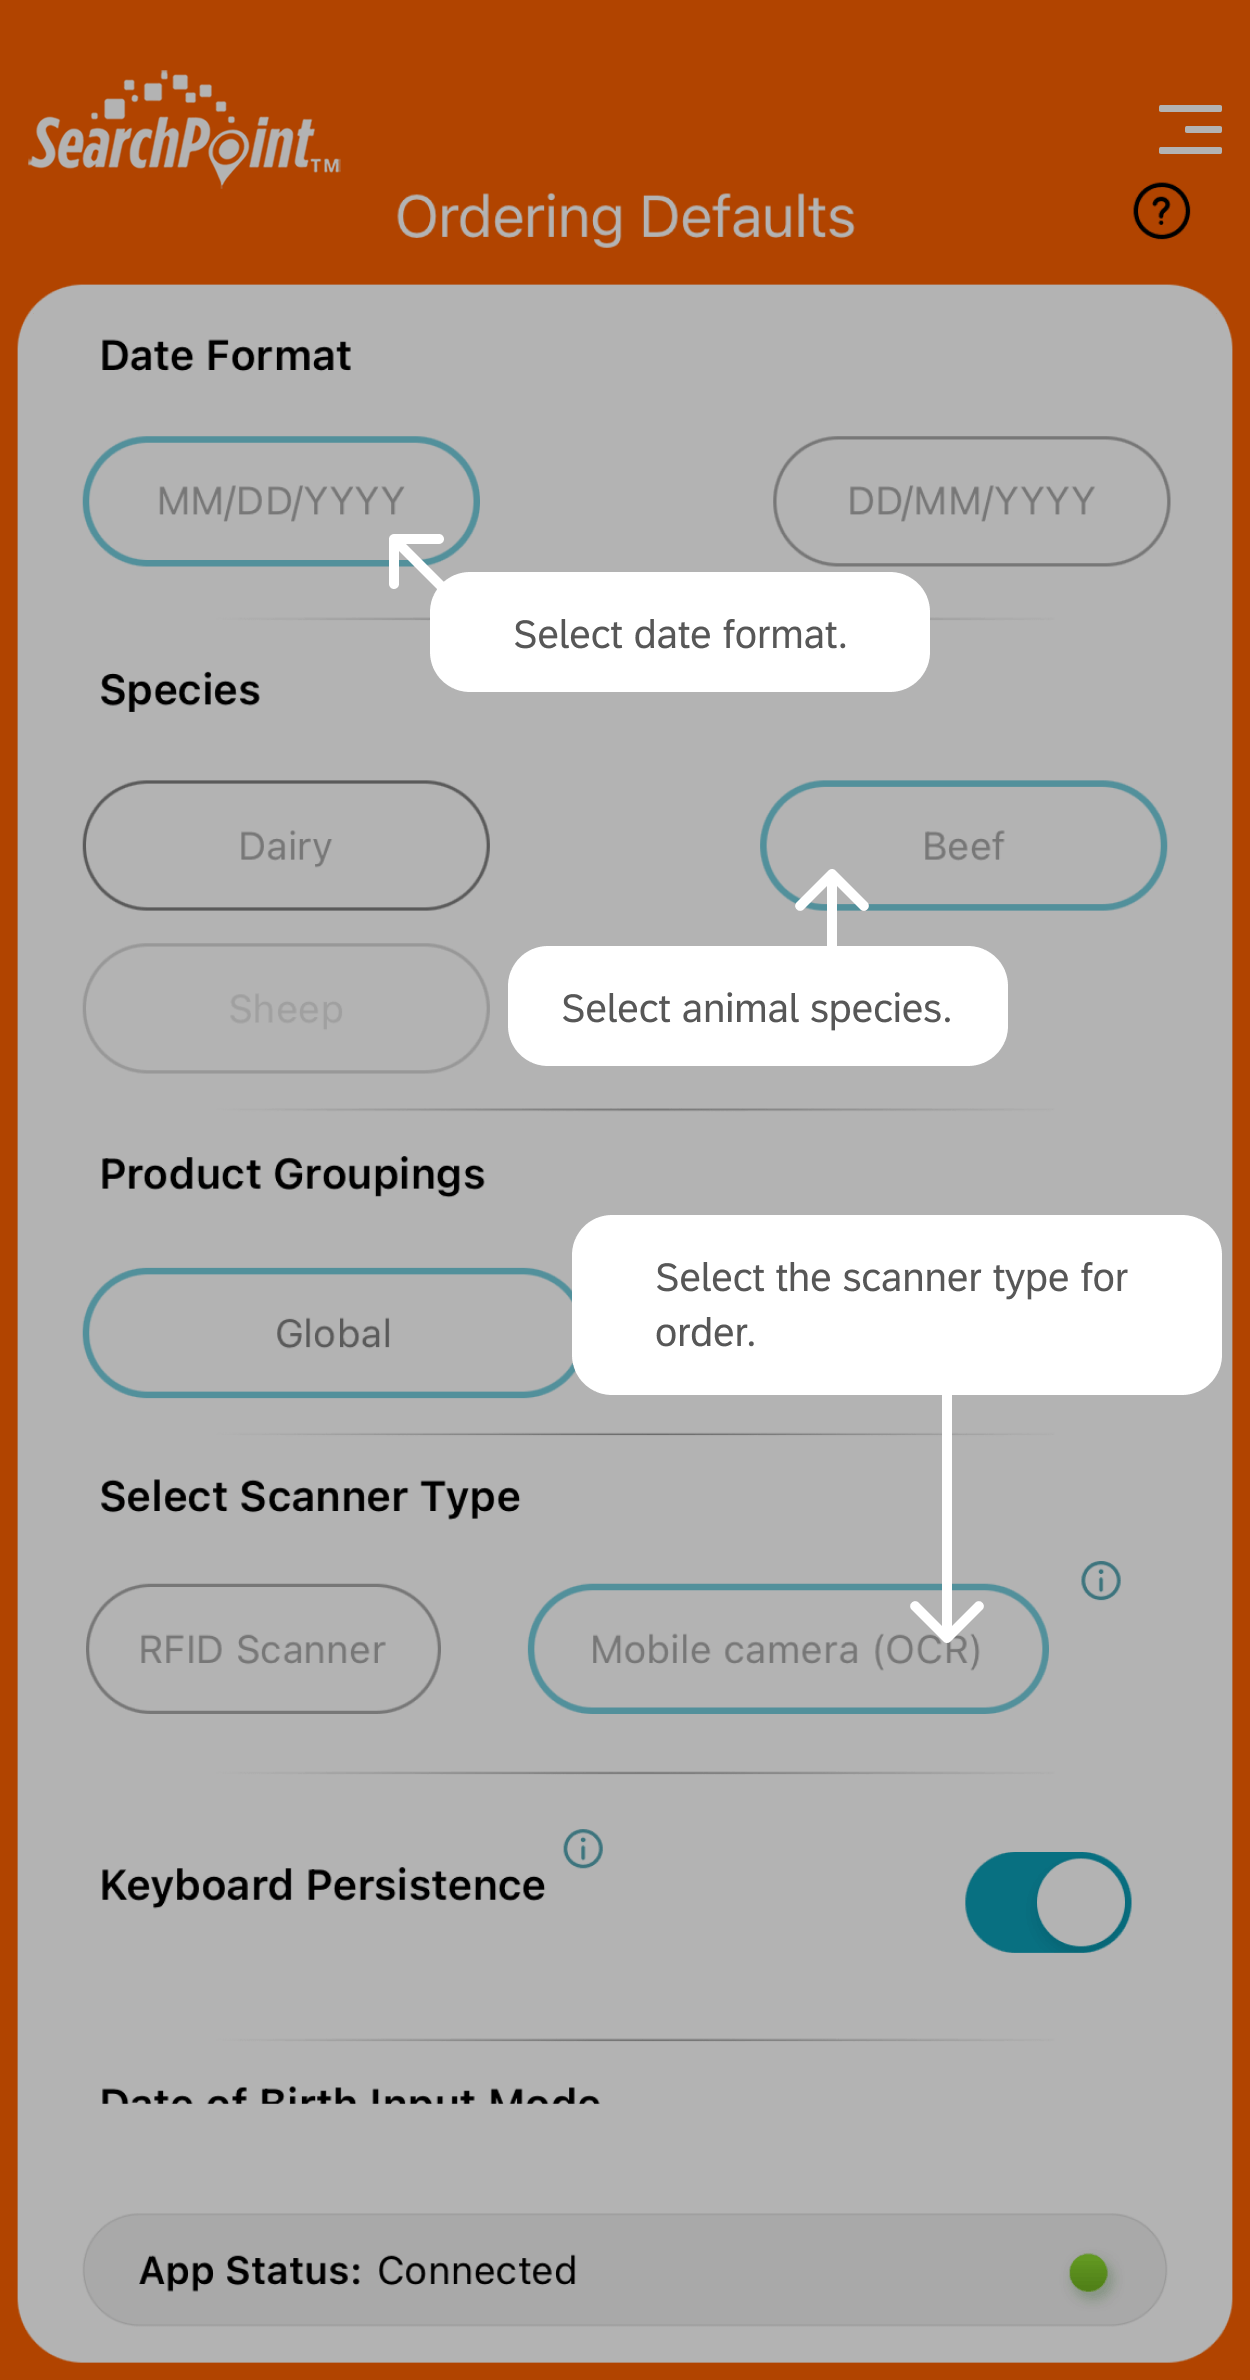 SearchPoint™
Ordering Defaults
?
Date Format
MM/DD/YYYY
DD/MM/YYYY
Select date format.
Species
Dairy
Beef
Sheep
Select animal species.
Product Groupings
Global
Select the scanner type for
order.
Select Scanner Type
RFID Scanner
Mobile camera (OCR)
Keyboard Persistence
Date of Birth Input Mode
App Status: Connected